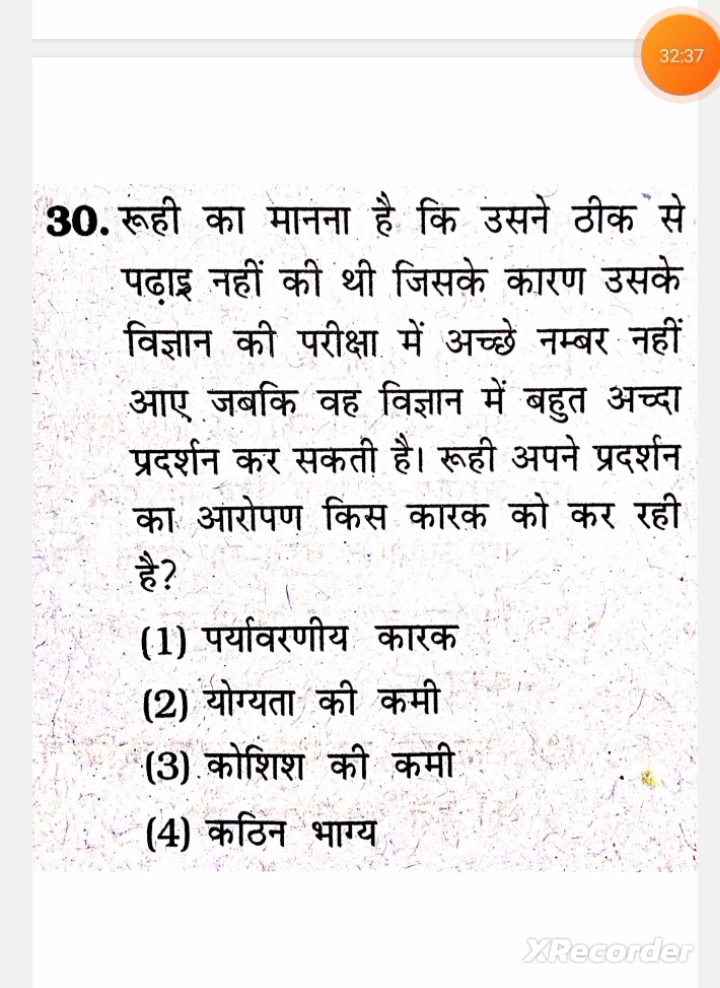 32:37
30. रूही का मानना है कि उसने ठीक से
पढ़ाइ नहीं की थी जिसके कारण उसके
विज्ञान की परीक्षा में अच्छे नम्बर नहीं
आए जबकि वह विज्ञान में बहुत अच्दा
प्रदर्शन कर सकती है। रूही अपने प्रदर्शन
का आरोपण किस कारक को कर रही
है?
(1) पर्यावरणीय कारक
(2) योग्यता की कमी
(3) कोशिश की कमी
(4) कठिन भाग्य
XRecorder